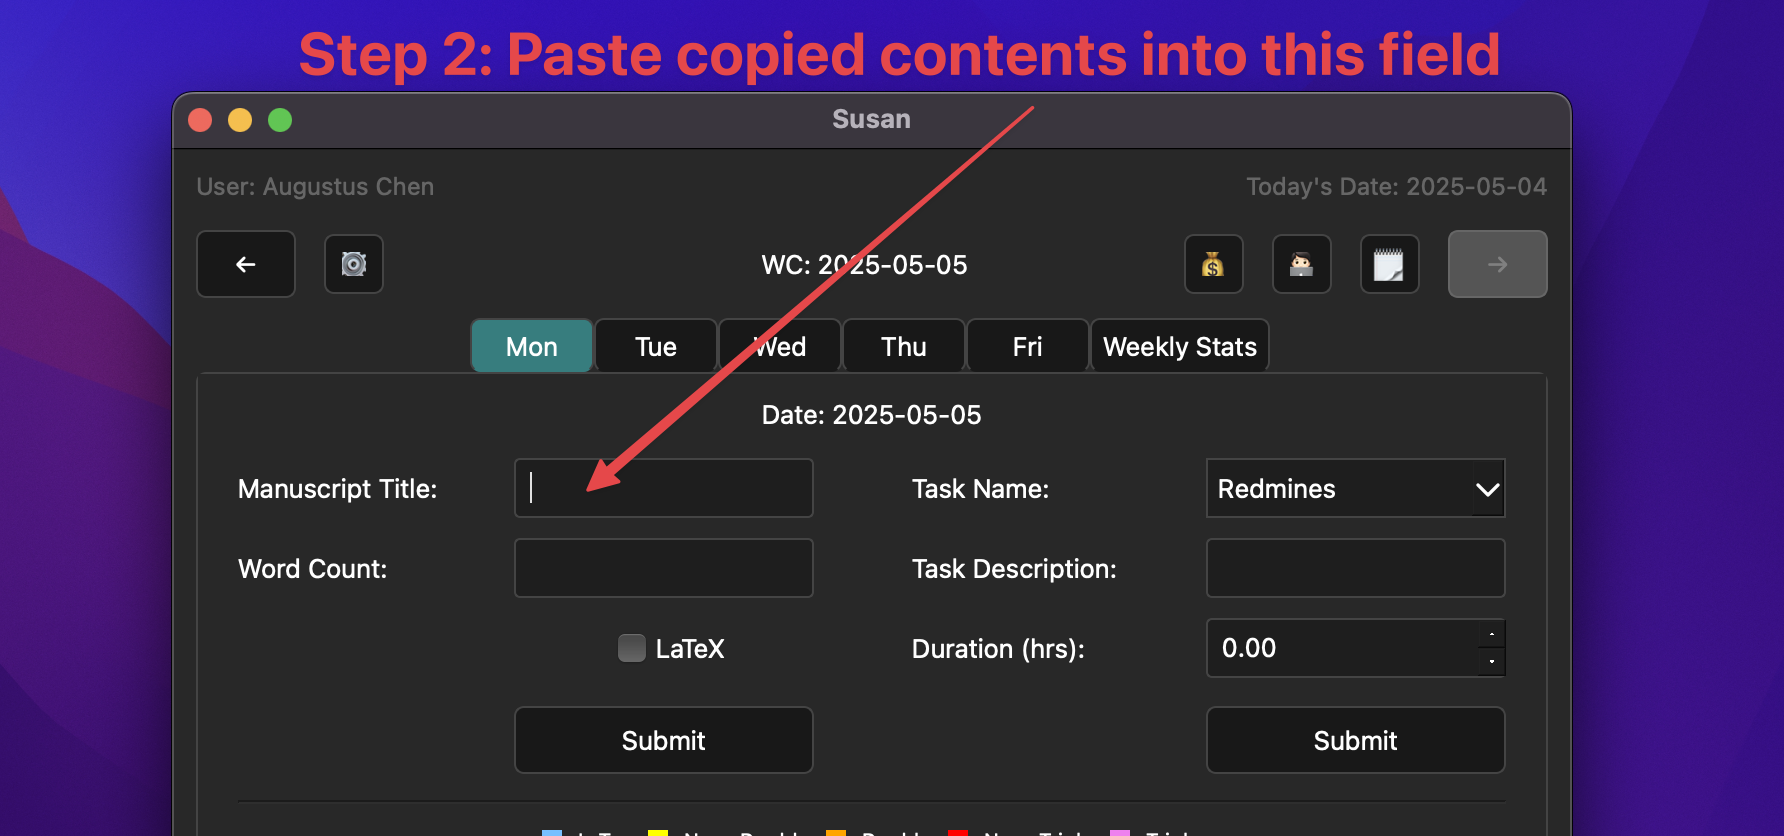 Step 2: Paste copied contents into this field
Susan
User: Augustus Chen
Today's Date: 2025-05-04
WC: 2025-05-05
Mon Tue Wed Thu Fri Weekly Stats
Date: 2025-05-05
Manuscript Title:
Task Name: Redmines
Word Count:
Task Description:
LaTeX
Duration (hrs): 0.00
Submit
Submit